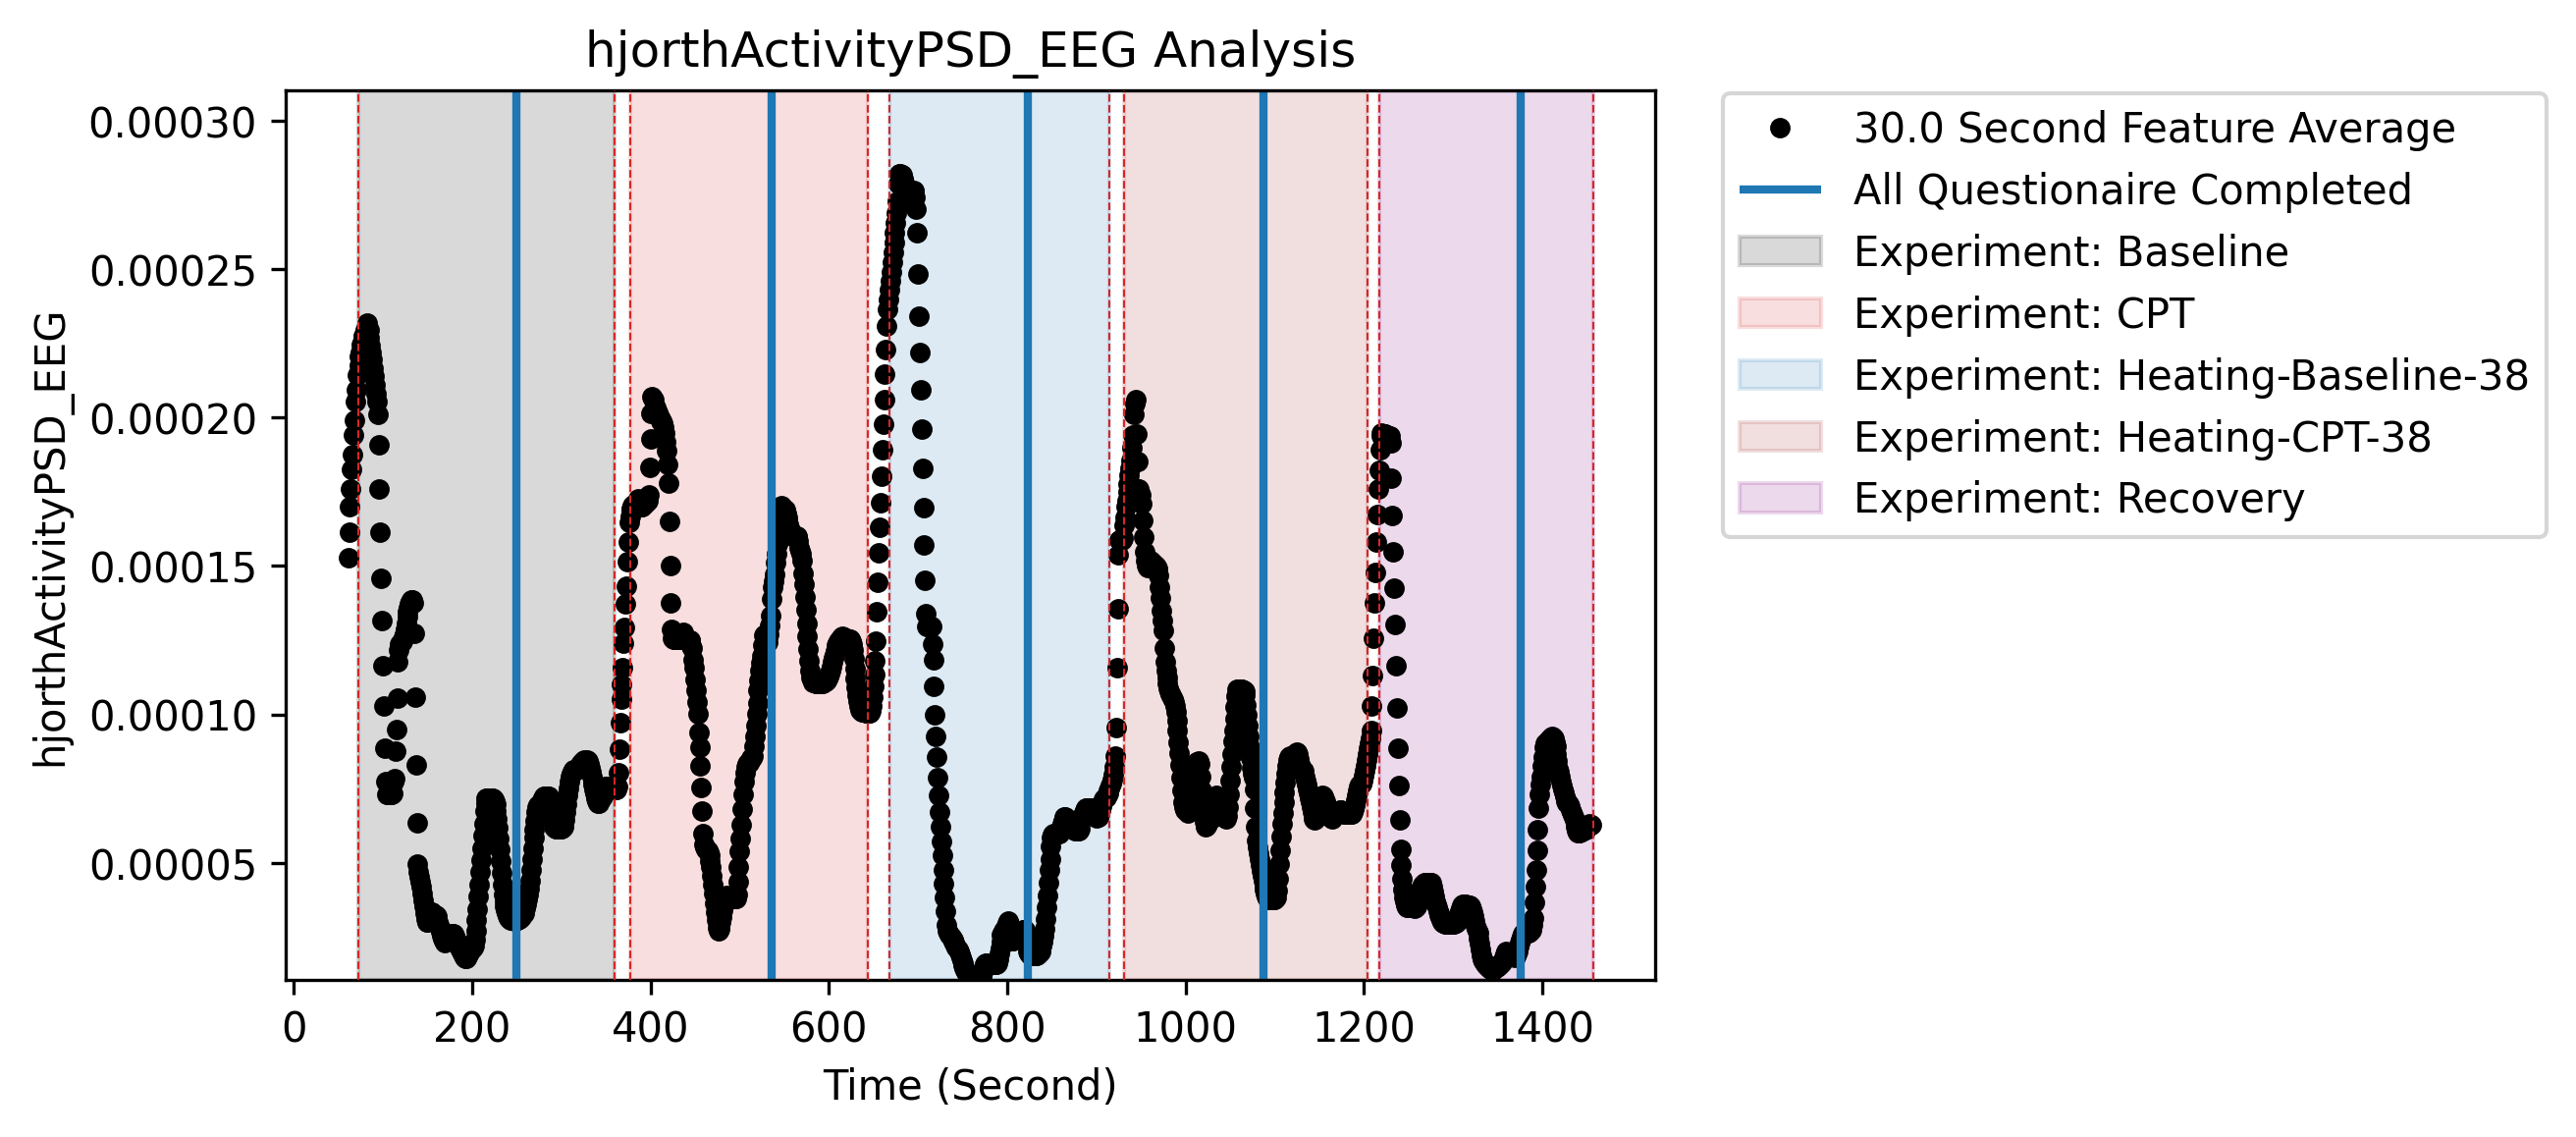 hjorthActivityPSD_EEG Analysis
0.00030
0.00025
0.00020
0.00015
0.00010
0.00005
hjorthActivityPSD_EEG
0 200 400 600 800 1000 1200 1400
Time (Second)
30.0 Second Feature Average
All Questionaire Completed
Experiment: Baseline
Experiment: CPT
Experiment: Heating-Baseline-38
Experiment: Heating-CPT-38
Experiment: Recovery